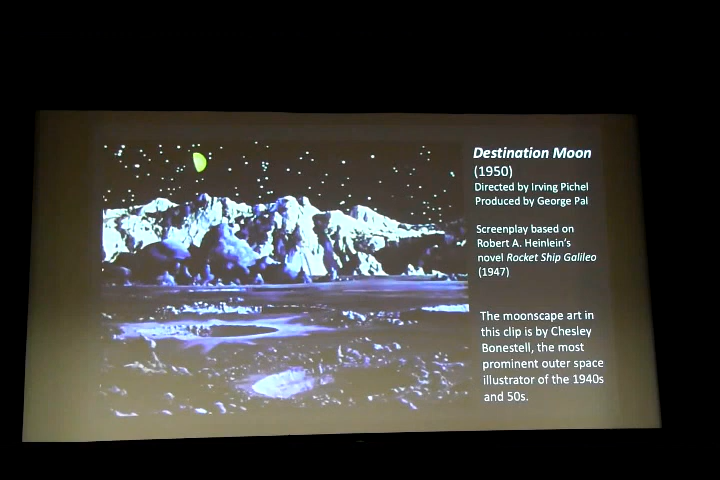 Destination Moon
(1950)
Directed by Irving Pichel
Produced by George Pal
Screenplay based on
Robert A. Heinlein's
novel Rocket Ship Galileo
(1947)
The moonscape art in
this clip is by Chesley
Bonestell, the most
prominent outer space
illustrator of the 1940s
and 50s.